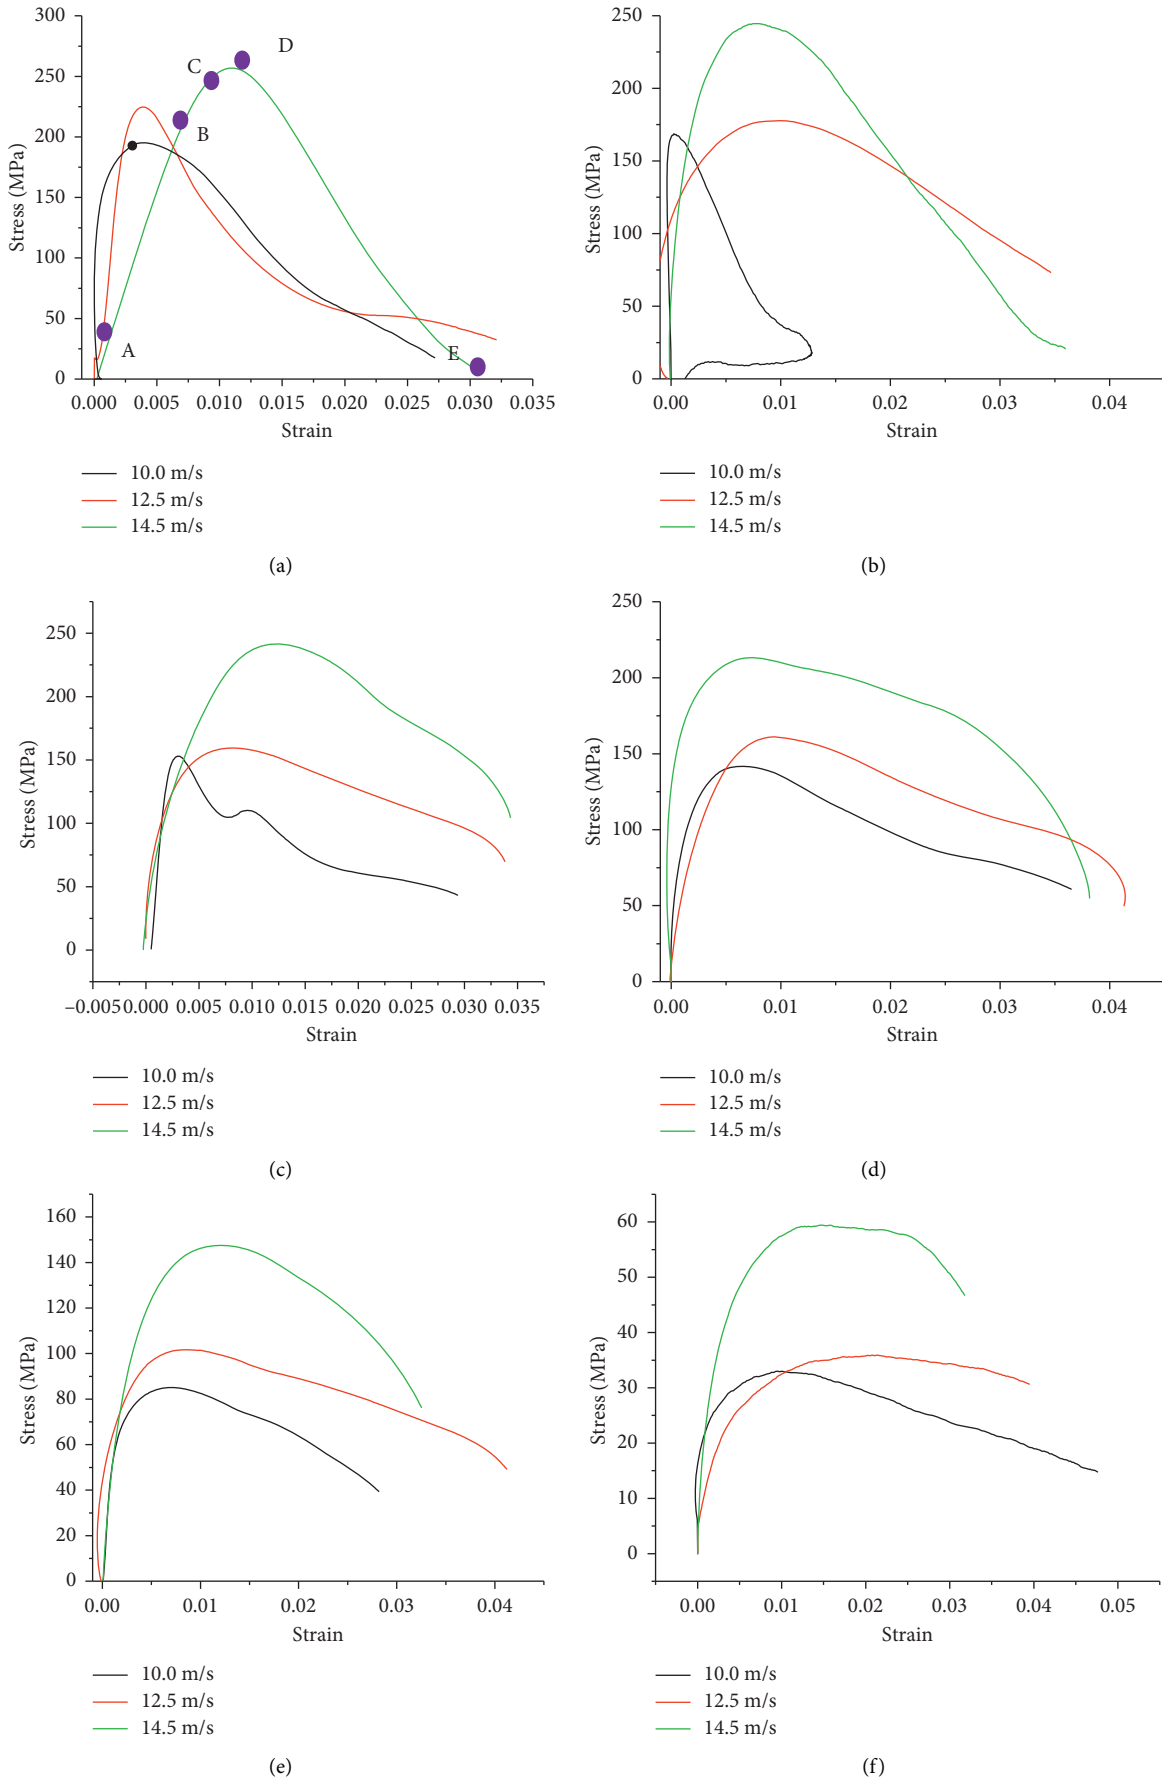 300
250
200
150
100
50
0
Stress (MPa)
A
B
C
D
E
0.000 0.005 0.010 0.015 0.020 0.025 0.030 0.035
Strain
10.0 m/s
12.5 m/s
14.5 m/s
(a)
250
200
150
100
50
0
Stress (MPa)
0.00 0.01 0.02 0.03 0.04
Strain
10.0 m/s
12.5 m/s
14.5 m/s
(b)
250
200
150
100
50
0
Stress (MPa)
−0.005 0.000 0.005 0.010 0.015 0.020 0.025 0.030 0.035
Strain
10.0 m/s
12.5 m/s
14.5 m/s
(c)
250
200
150
100
50
0
Stress (MPa)
0.00 0.01 0.02 0.03 0.04
Strain
10.0 m/s
12.5 m/s
14.5 m/s
(d)
160
140
120
100
80
60
40
20
0
Stress (MPa)
0.00 0.01 0.02 0.03 0.04
Strain
10.0 m/s
12.5 m/s
14.5 m/s
(e)
60
50
40
30
20
10
0
Stress (MPa)
0.00 0.01 0.02 0.03 0.04 0.05
Strain
10.0 m/s
12.5 m/s
14.5 m/s
(f)